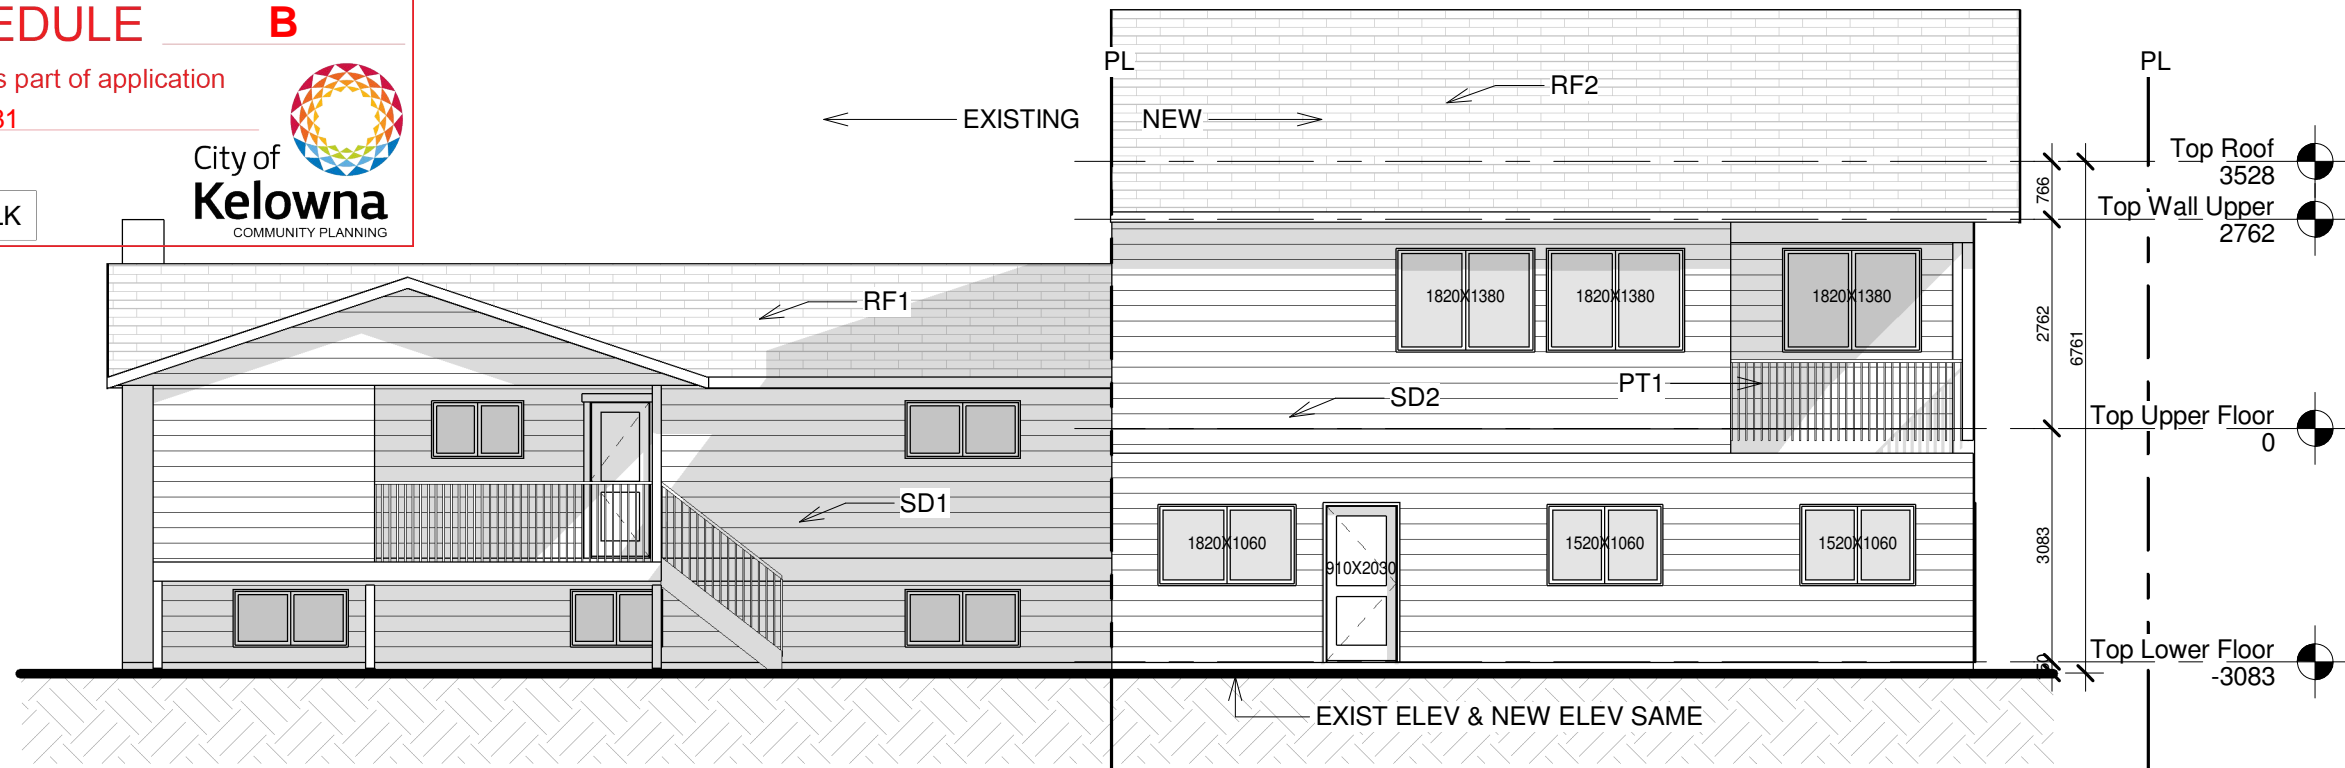 EDULE B
s part of application
31
City of
Kelowna
COMMUNITY PLANNING
LK
PL
PL
RF2
EXISTING
NEW
Top Roof
3528
766
Top Wall Upper
2762
RF1
1820X1380
1820X1380
1820X1380
2762
6761
PT1
SD2
Top Upper Floor
0
SD1
1820X1060
910X2030
1520X1060
1520X1060
3083
Top Lower Floor
-3083
EXIST ELEV & NEW ELEV SAME